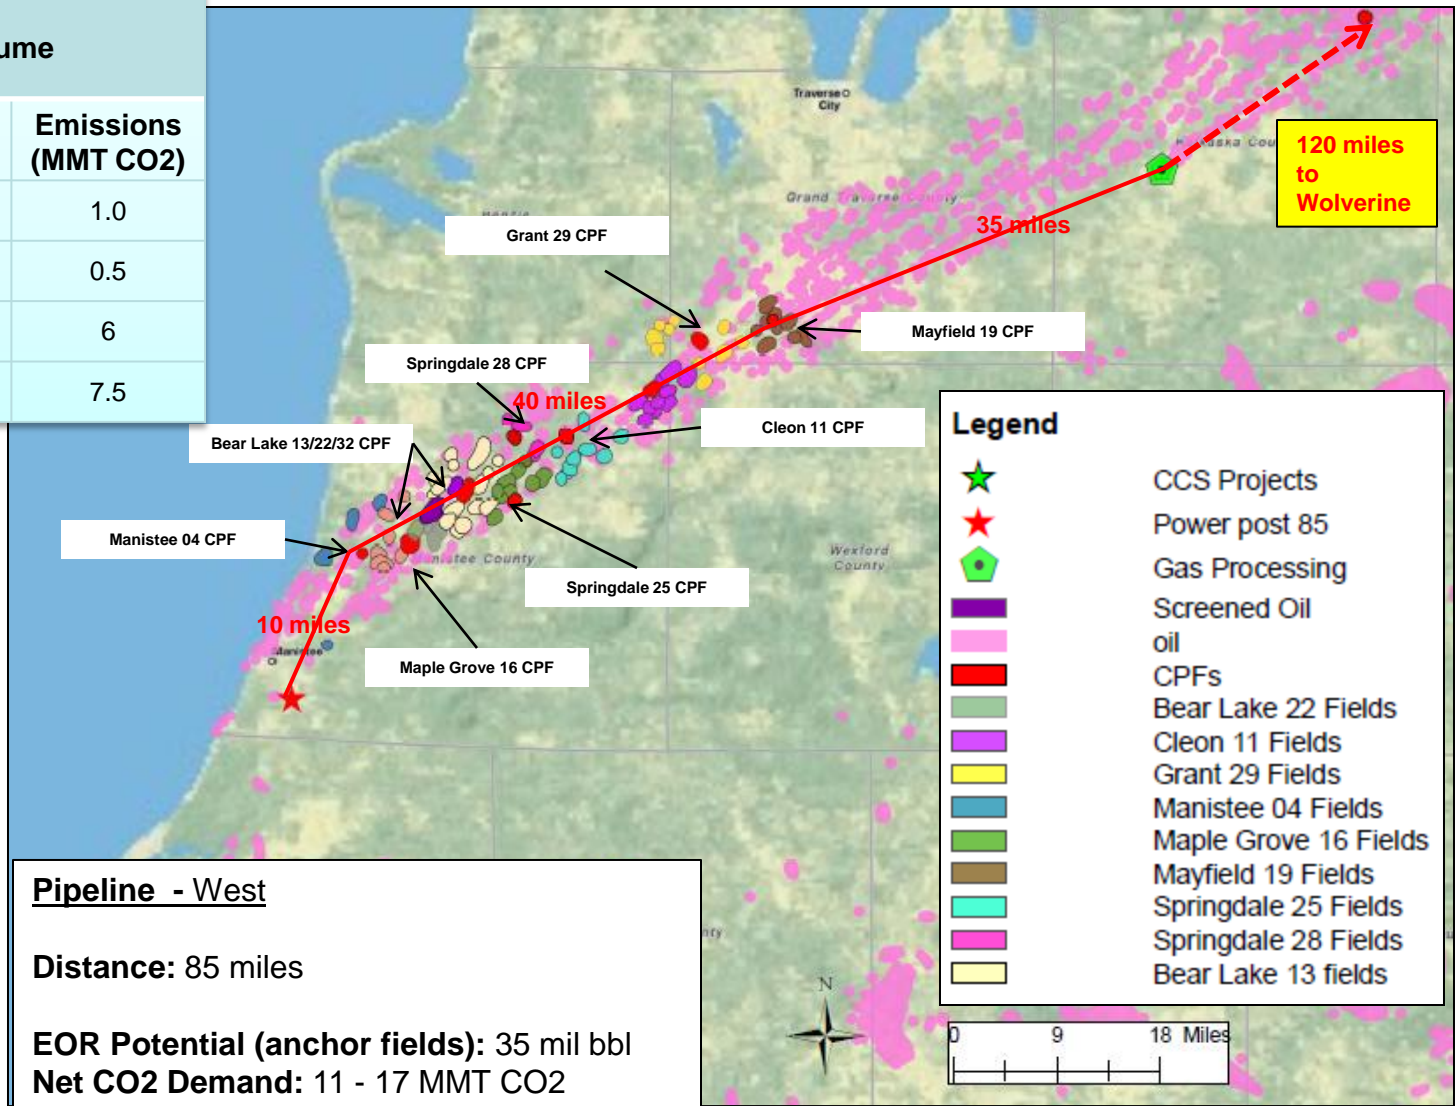 ume
Emissions
(MMT CO2)
1.0
0.5
6
7.5
Traverse
City
120 miles
to
Wolverine
Grand Traverse County
35 miles
Grant 29 CPF
Mayfield 19 CPF
Springdale 28 CPF
40 miles
Cleon 11 CPF
Bear Lake 13/22/32 CPF
Manistee 04 CPF
Manistee County
Wexford
County
Springdale 25 CPF
10 miles
Manistee
Maple Grove 16 CPF
Legend
CCS Projects
Power post 85
Gas Processing
Screened Oil
oil
CPFs
Bear Lake 22 Fields
Cleon 11 Fields
Grant 29 Fields
Manistee 04 Fields
Maple Grove 16 Fields
Mayfield 19 Fields
Springdale 25 Fields
Springdale 28 Fields
Bear Lake 13 fields
Pipeline - West
Distance: 85 miles
EOR Potential (anchor fields): 35 mil bbl
Net CO2 Demand: 11 - 17 MMT CO2
N
0 9 18 Miles